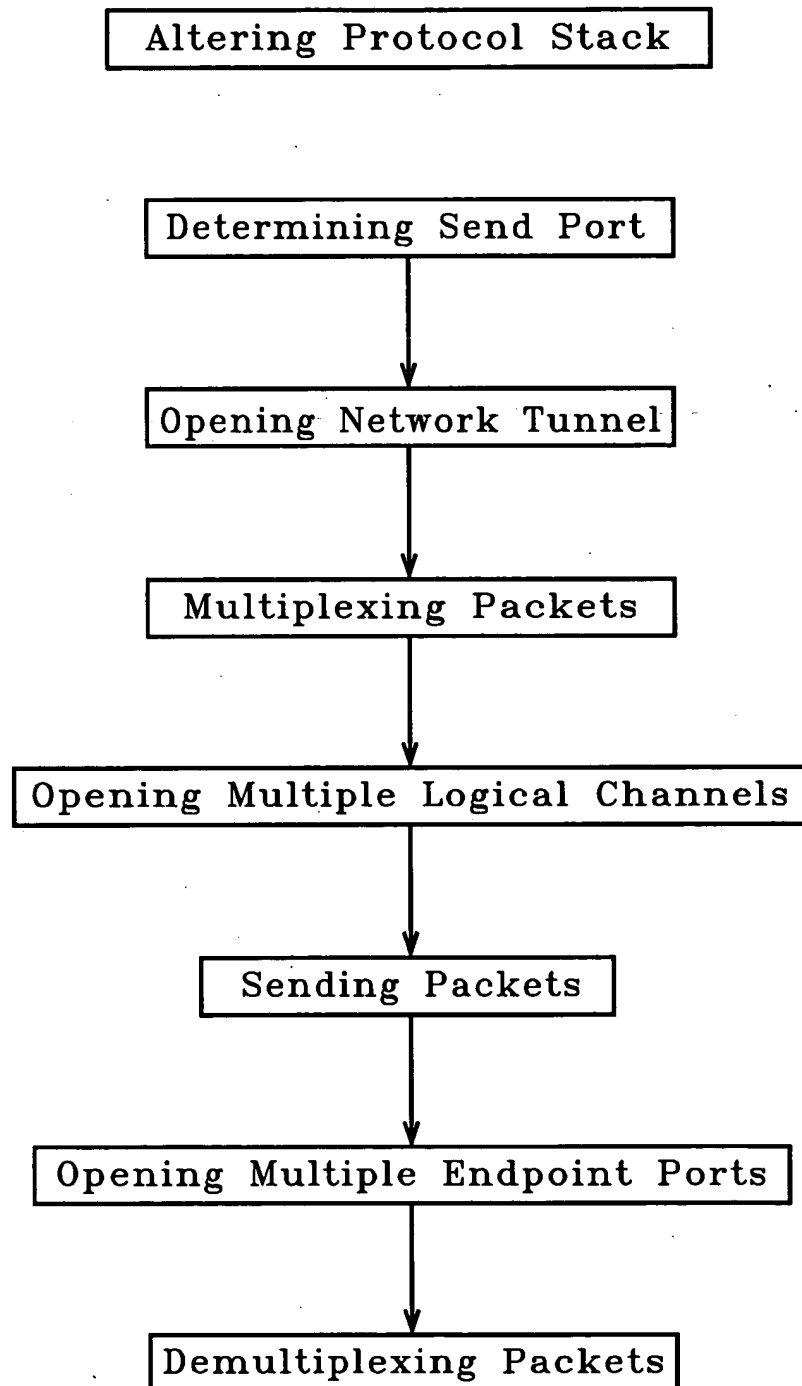 Altering Protocol Stack
Determining Send Port
Opening Network Tunnel
Multiplexing Packets
Opening Multiple Logical Channels
Sending Packets
Opening Multiple Endpoint Ports
Demultiplexing Packets